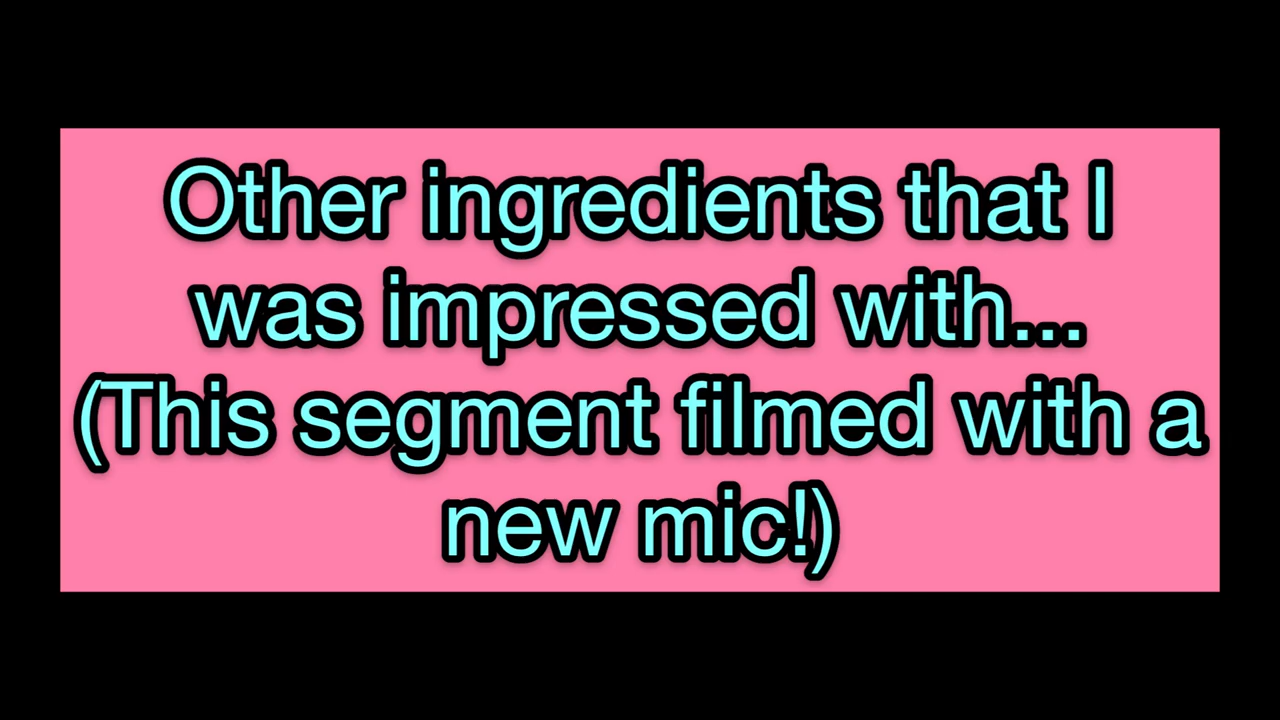 Other ingredients that I
was impressed with...
(This segment filmed with a
new mic!)